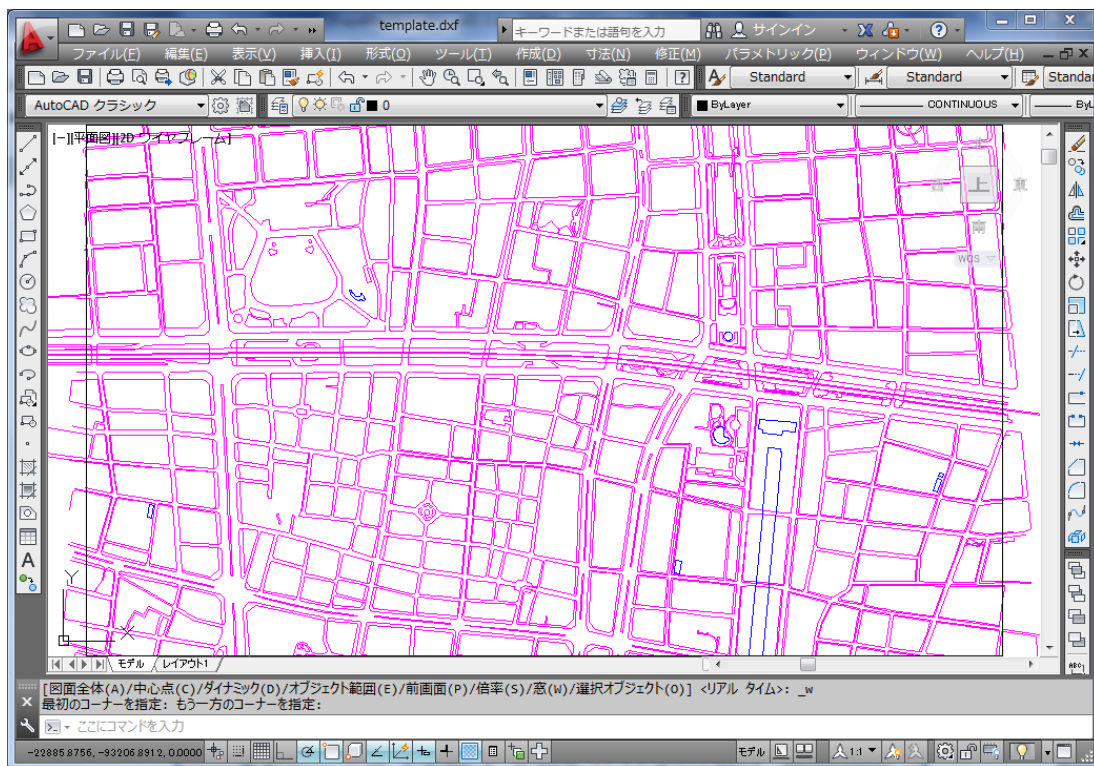 template.dxf
キーワードまたは語句を入力
サインイン
ファイル(F) 編集(E) 表示(V) 挿入(I) 形式(O) ツール(T) 作成(D) 寸法(N) 修正(M) パラメトリック(P) ウィンドウ(W) ヘルプ(H)
Standard Standard Standar
AutoCAD クラシック 0 ByLayer CONTINUOUS ByL
[-][平面図][2D ワイヤフレーム]
北
西 上 東
南
WCS
Y
X
モデル レイアウト1
ABC
[図面全体(A)/中心点(C)/ダイナミック(D)/オブジェクト範囲(E)/前画面(P)/倍率(S)/窓(W)/選択オブジェクト(O)] <リアル タイム>: _w
最初のコーナーを指定: もう一方のコーナーを指定:
ここにコマンドを入力
-22885.8756, -93206.8912, 0.0000 モデル 1:1